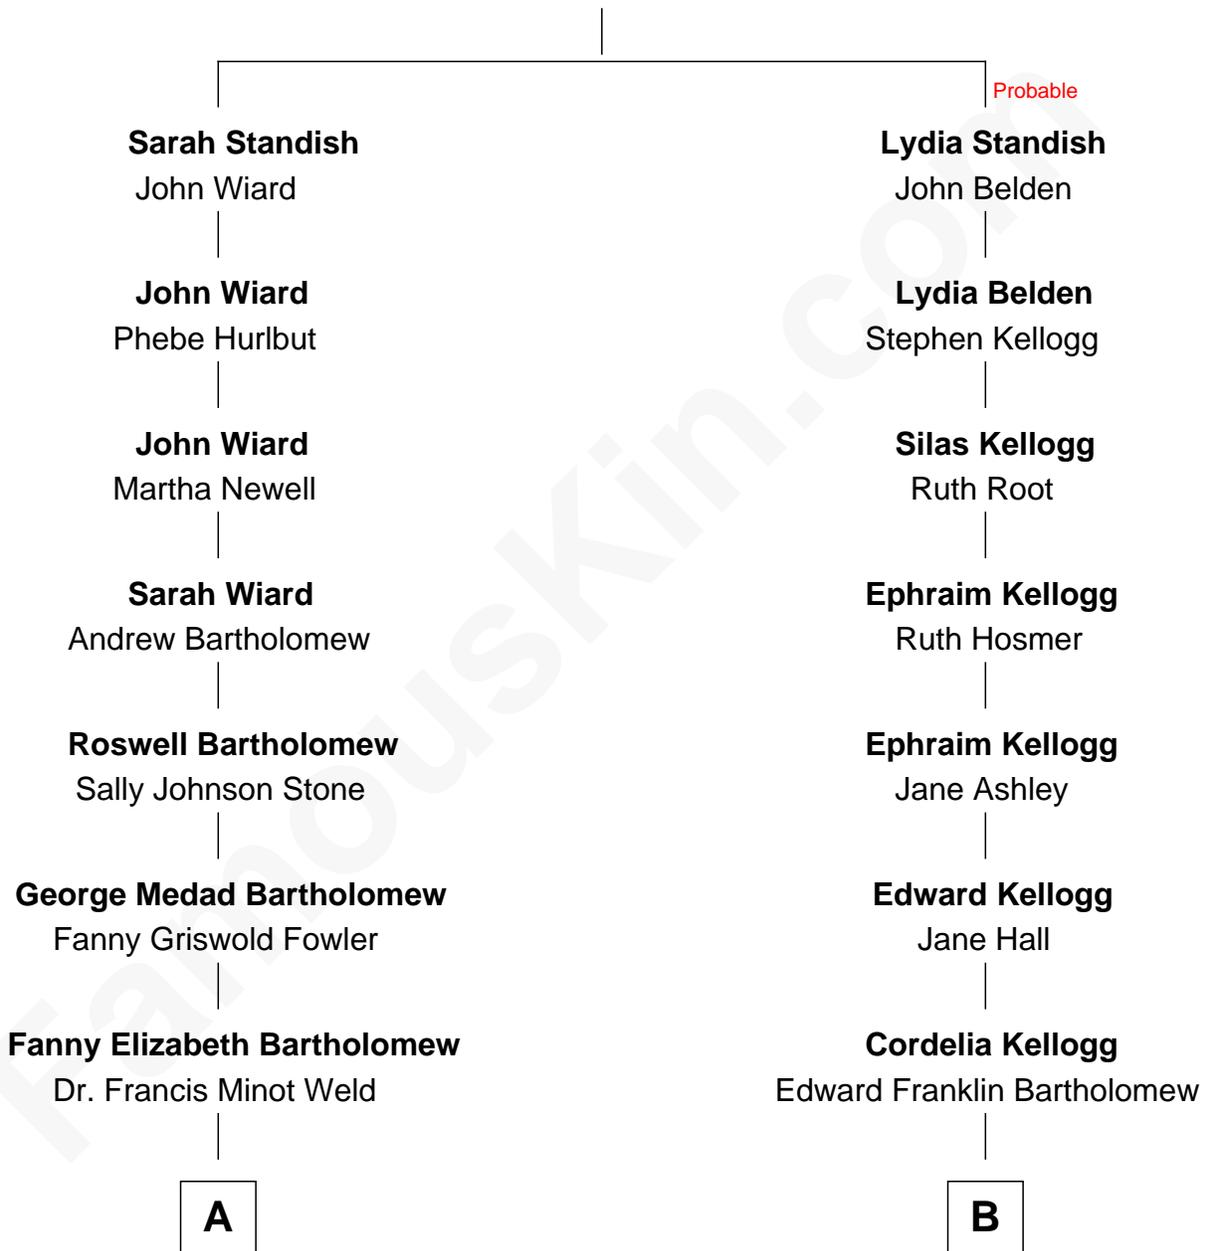 Probable
Sarah Standish
John Wiard
Lydia Standish
John Belden
John Wiard
Phebe Hurlbut
Lydia Belden
Stephen Kellogg
John Wiard
Martha Newell
Silas Kellogg
Ruth Root
Sarah Wiard
Andrew Bartholomew
Ephraim Kellogg
Ruth Hosmer
Roswell Bartholomew
Sally Johnson Stone
Ephraim Kellogg
Jane Ashley
George Medad Bartholomew
Fanny Griswold Fowler
Edward Kellogg
Jane Hall
Fanny Elizabeth Bartholomew
Dr. Francis Minot Weld
Cordelia Kellogg
Edward Franklin Bartholomew
A
B
FamousKin.com